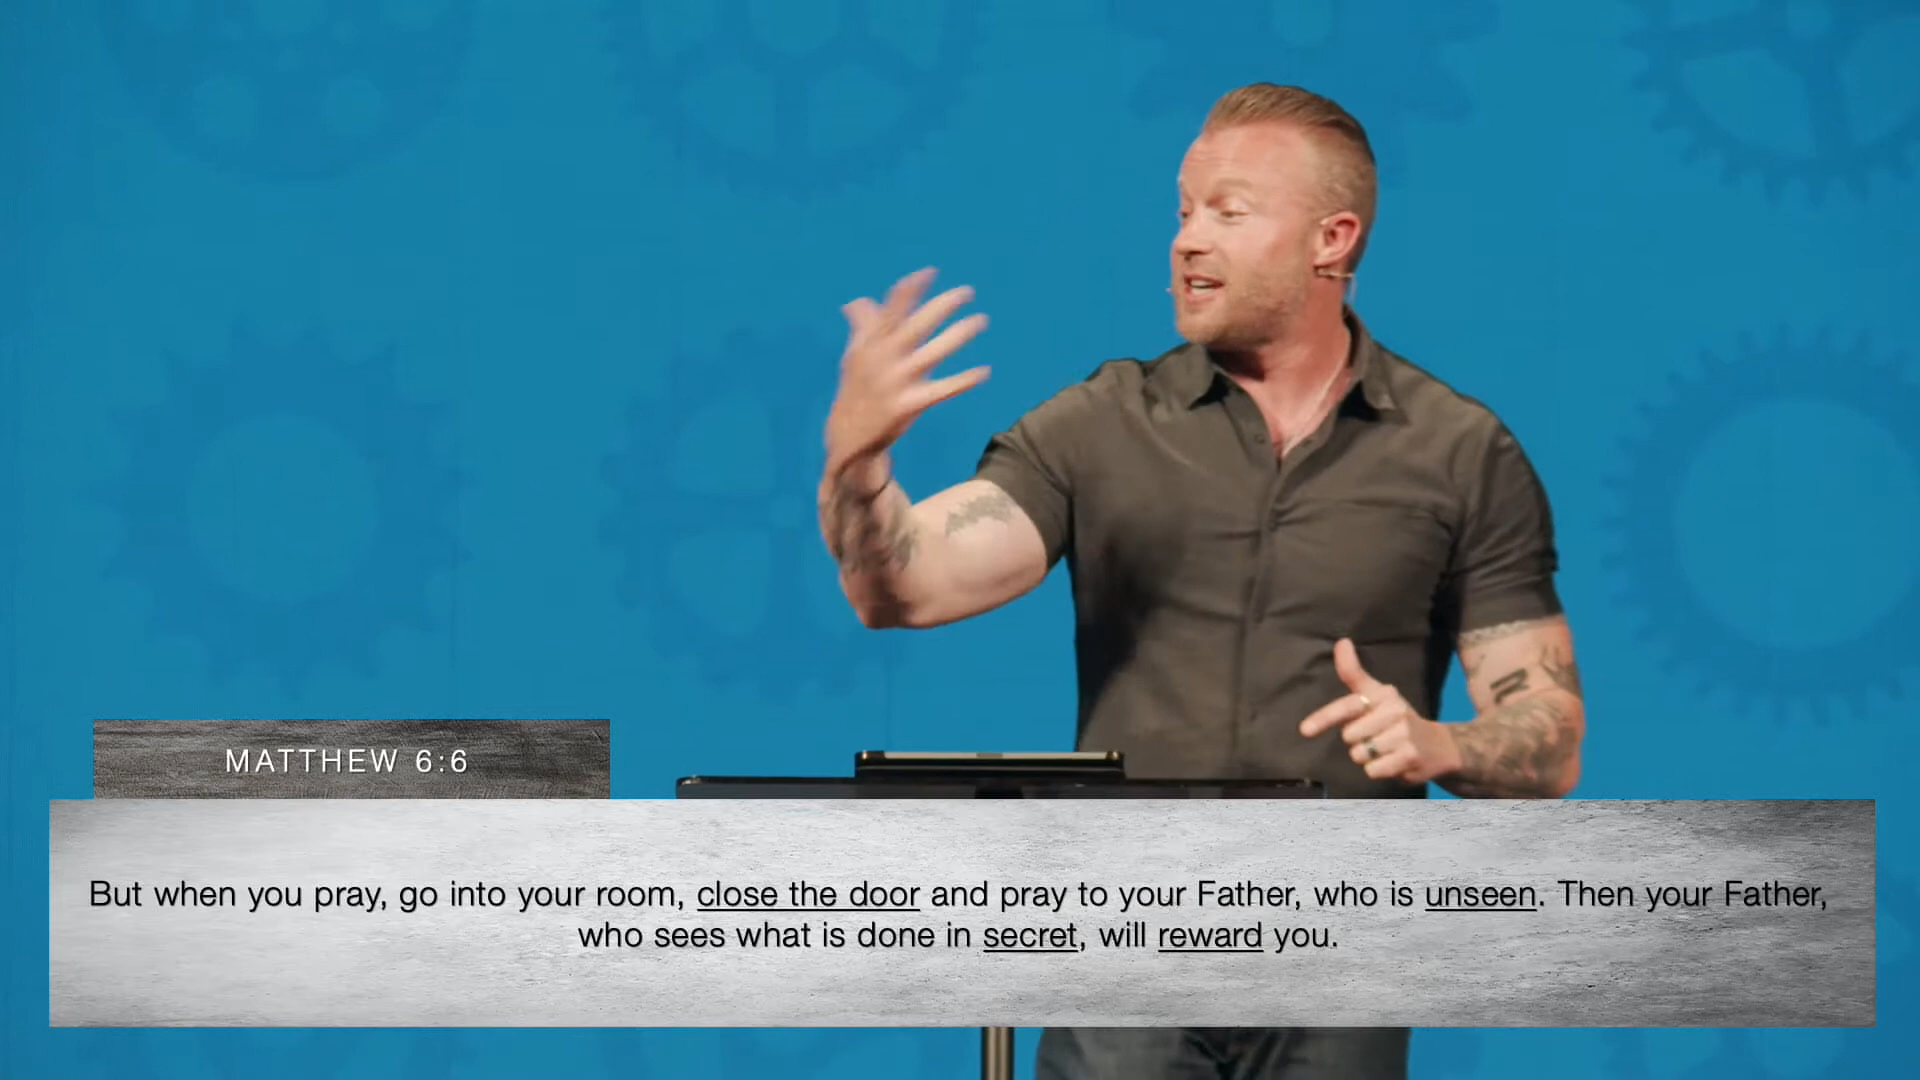 MATTHEW 6:6
But when you pray, go into your room, close the door and pray to your Father, who is unseen. Then your Father,
who sees what is done in secret, will reward you.